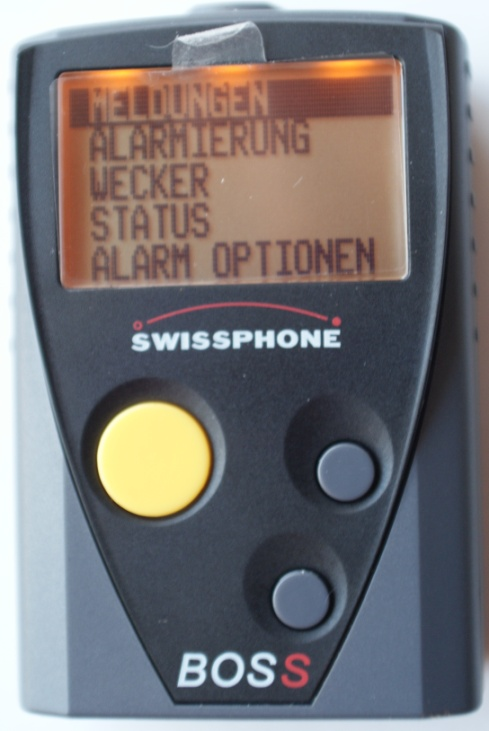 MELDUNGEN
ALARMIERUNG
WECKER
STATUS
ALARM OPTIONEN
SWISSPHONE
BOSS